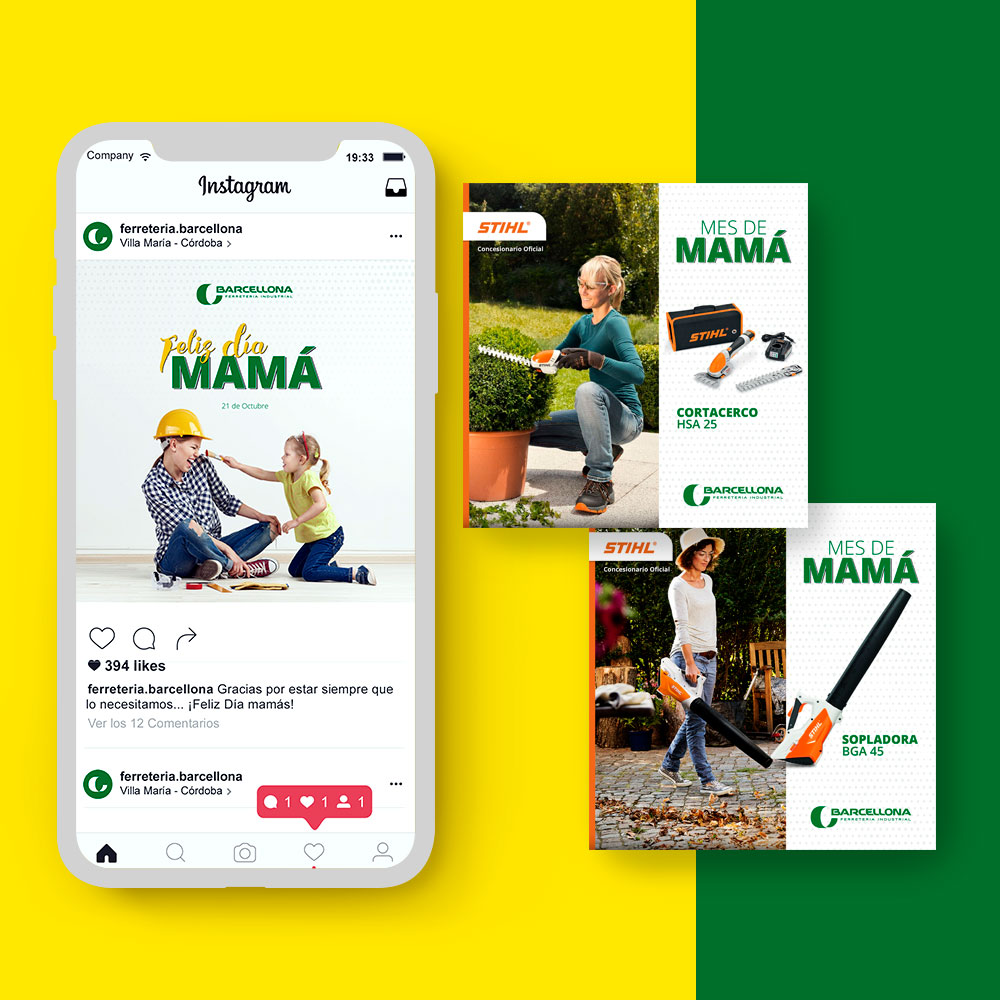 Company
19:33
Instagram
ferreteria.barcellona
Villa María - Córdoba >
BARCELLONA
FERRETERIA INDUSTRIAL
Feliz día
MAMÁ
21 de Octubre
394 likes
ferreteria.barcellona Gracias por estar siempre que
lo necesitamos... ¡Feliz Día mamás!
Ver los 12 Comentarios
ferreteria.barcellona
Villa María - Córdoba >
1 1 1
STIHL®
Concesionario Oficial
MES DE
MAMÁ
STIHL
CORTACERCO
HSA 25
BARCELLONA
FERRETERIA INDUSTRIAL
STIHL®
Concesionario Oficial
MES DE
MAMÁ
STIHL
STIHL
SOPLADORA
BGA 45
BARCELLONA
FERRETERIA INDUSTRIAL